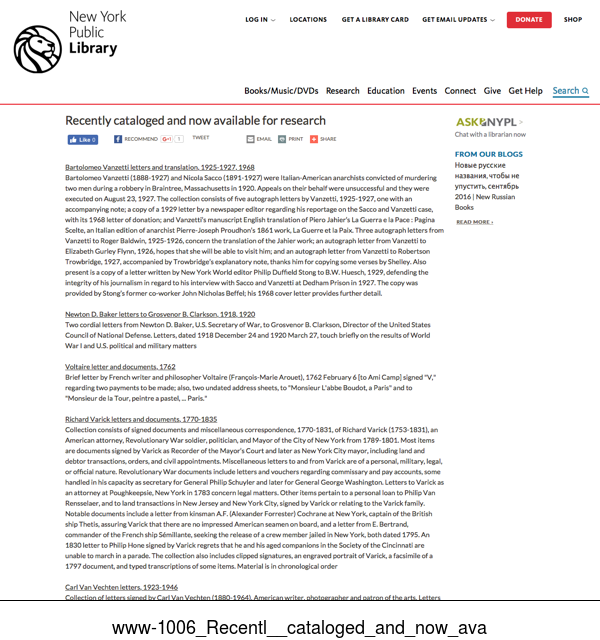 New York
Public
Library
LOG IN
LOCATIONS
GET A LIBRARY CARD
GET EMAIL UPDATES
DONATE
SHOP
Books/Music/DVDs Research Education Events Connect Give Get Help Search
Recently cataloged and now available for research
Like 0
RECOMMEND
G+1
1
TWEET
EMAIL
PRINT
SHARE
Bartolomeo Vanzetti letters and translation, 1925-1927, 1968
Bartolomeo Vanzetti (1888-1927) and Nicola Sacco (1891-1927) were Italian-American anarchists convicted of murdering
two men during a robbery in Braintree, Massachusetts in 1920. Appeals on their behalf were unsuccessful and they were
executed on August 23, 1927. The collection consists of five autograph letters by Vanzetti, 1925-1927, one with an
accompanying note; a copy of a 1929 letter by a newspaper editor regarding his reportage on the Sacco and Vanzetti case,
with its 1968 letter of donation; and Vanzetti's manuscript English translation of Piero Jahier's La Guerra e la Pace : Pagina
Scelte, an Italian edition of anarchist Pierre-Joseph Proudhon's 1861 work, La Guerre et la Paix. Three autograph letters from
Vanzetti to Roger Baldwin, 1925-1926, concern the translation of the Jahier work; an autograph letter from Vanzetti to
Elizabeth Gurley Flynn, 1926, hopes that she will be able to visit him; and an autograph letter from Vanzetti to Robertson
Trowbridge, 1927, accompanied by Trowbridge's explanatory note, thanks him for copying some verses by Shelley. Also
present is a copy of a letter written by New York World editor Philip Duffield Stong to B.W. Huesch, 1929, defending the
integrity of his journalism in regard to his interview with Sacco and Vanzetti at Dedham Prison in 1927. The copy was
provided by Stong's former co-worker John Nicholas Beffel; his 1968 cover letter provides further detail.
Newton D. Baker letters to Grosvenor B. Clarkson, 1918, 1920
Two cordial letters from Newton D. Baker, U.S. Secretary of War, to Grosvenor B. Clarkson, Director of the United States
Council of National Defense. Letters, dated 1918 December 24 and 1920 March 27, touch briefly on the results of World
War I and U.S. political and military matters
Voltaire letter and documents, 1762
Brief letter by French writer and philosopher Voltaire (François-Marie Arouet), 1762 February 6 [to Ami Camp] signed "V,"
regarding two payments to be made; also, two undated address sheets, to "Monsieur L'abbe Boudot, a Paris" and to
"Monsieur de la Tour, peintre a pastel, ... Paris."
Richard Varick letters and documents, 1770-1835
Collection consists of signed documents and miscellaneous correspondence, 1770-1831, of Richard Varick (1753-1831), an
American attorney, Revolutionary War soldier, politician, and Mayor of the City of New York from 1789-1801. Most items
are documents signed by Varick as Recorder of the Mayor's Court and later as New York City mayor, including land and
debtor transactions, orders, and civil appointments. Miscellaneous letters to and from Varick are of a personal, military, legal,
or official nature. Revolutionary War documents include letters and vouchers regarding commissary and pay accounts, some
handled in his capacity as secretary for General Philip Schuyler and later for General George Washington. Letters to Varick as
an attorney at Poughkeepsie, New York in 1783 concern legal matters. Other items pertain to a personal loan to Philip Van
Rensselaer, and to land transactions in New Jersey and New York City, signed by Varick or relating to the Varick family.
Notable documents include a letter from kinsman A.F. (Alexander Forrester) Cochrane at New York, captain of the British
ship Thetis, assuring Varick that there are no impressed American seamen on board, and a letter from E. Bertrand,
commander of the French ship Sémillante, seeking the release of a crew member jailed in New York, both dated 1795. An
1830 letter to Philip Hone signed by Varick regrets that he and his aged companions in the Society of the Cincinnati are
unable to march in a parade. The collection also includes clipped signatures, an engraved portrait of Varick, a facsimile of a
1797 document, and typed transcriptions of some items. Material is in chronological order
Carl Van Vechten letters, 1923-1946
Collection of letters signed by Carl Van Vechten (1880-1964), American writer, photographer and patron of the arts. Letters
ASK NYPL >
Chat with a librarian now
FROM OUR BLOGS
Новые русские
названия, чтобы не
упустить, сентябрь
2016 | New Russian
Books
READ MORE ›
www-1006_Recentl__cataloged_and_now_ava